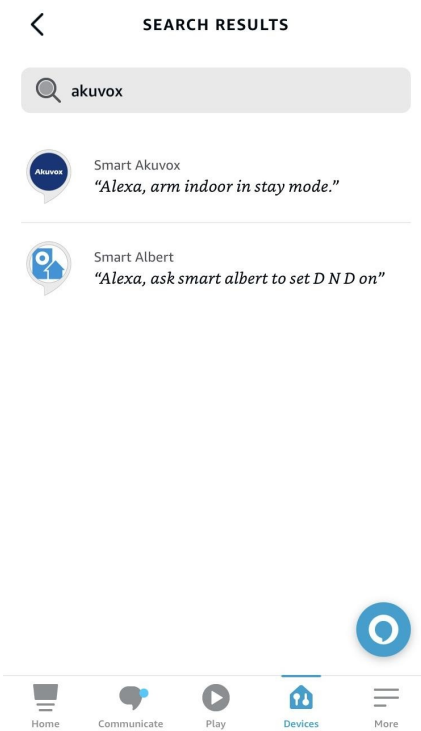 SEARCH RESULTS
akuvox
Akuvox
Smart Akuvox
“Alexa, arm indoor in stay mode.”
Smart Albert
“Alexa, ask smart albert to set D N D on”
Home
Communicate
Play
Devices
More